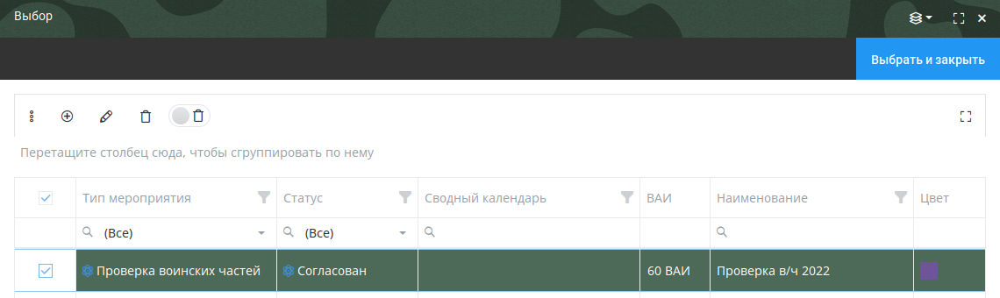 Выбор
Выбрать и закрыть
Перетащите столбец сюда, чтобы сгруппировать по нему
Тип мероприятия Статус Сводный календарь ВАИ Наименование Цвет
(Все) (Все)
Проверка воинских частей Согласован 60 ВАИ Проверка в/ч 2022